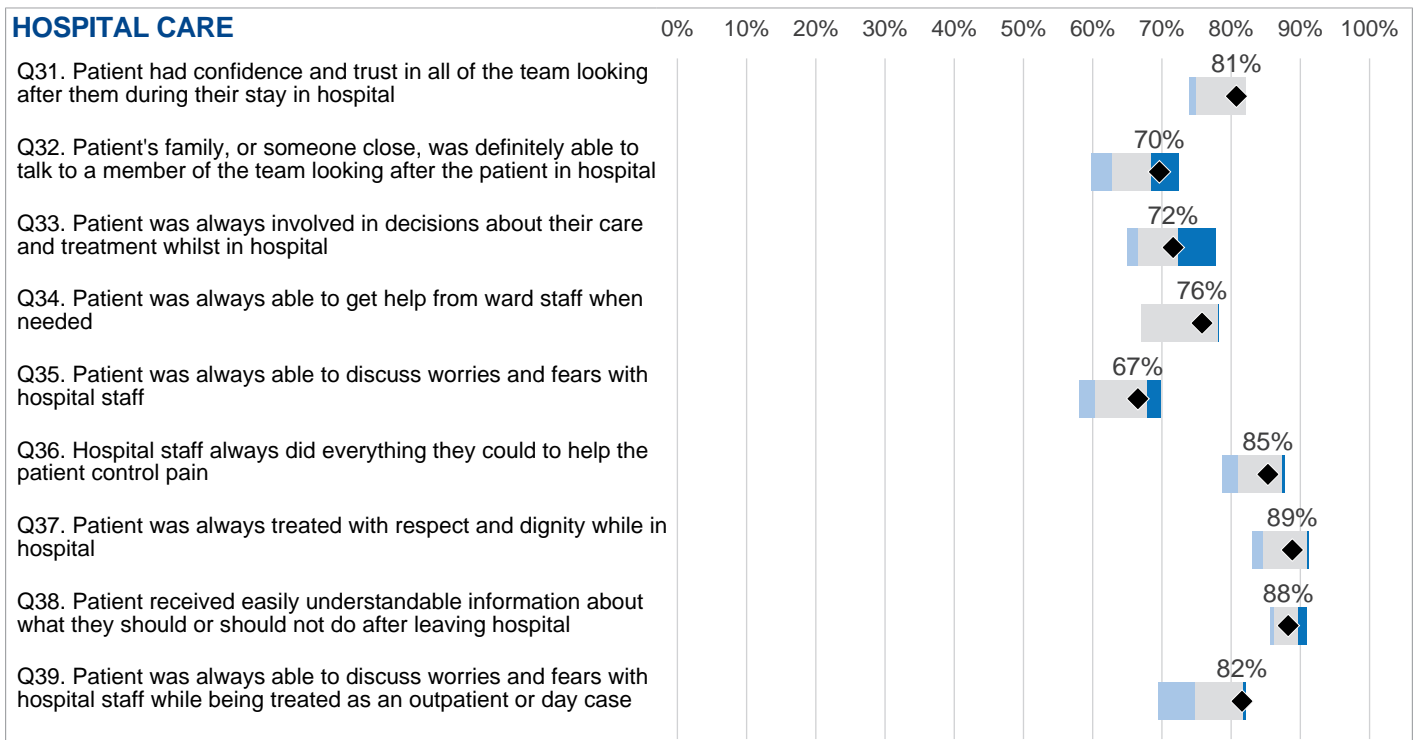 HOSPITAL CARE
0% 10% 20% 30% 40% 50% 60% 70% 80% 90% 100%
Q31. Patient had confidence and trust in all of the team looking
after them during their stay in hospital
81%
Q32. Patient's family, or someone close, was definitely able to
talk to a member of the team looking after the patient in hospital
70%
Q33. Patient was always involved in decisions about their care
and treatment whilst in hospital
72%
Q34. Patient was always able to get help from ward staff when
needed
76%
Q35. Patient was always able to discuss worries and fears with
hospital staff
67%
Q36. Hospital staff always did everything they could to help the
patient control pain
85%
Q37. Patient was always treated with respect and dignity while in
hospital
89%
Q38. Patient received easily understandable information about
what they should or should not do after leaving hospital
88%
Q39. Patient was always able to discuss worries and fears with
hospital staff while being treated as an outpatient or day case
82%